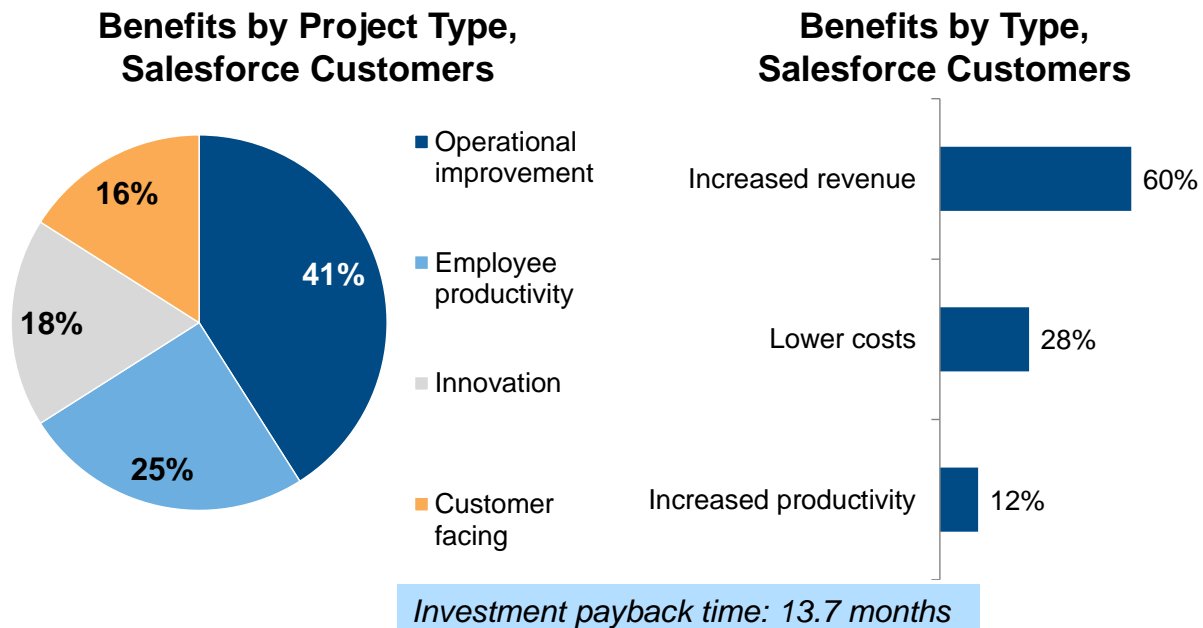 Benefits by Project Type,
Salesforce Customers
16%
41%
18%
25%
Operational
improvement
Employee
productivity
Innovation
Customer
facing
Benefits by Type,
Salesforce Customers
Increased revenue
60%
Lower costs
28%
Increased productivity
12%
Investment payback time: 13.7 months